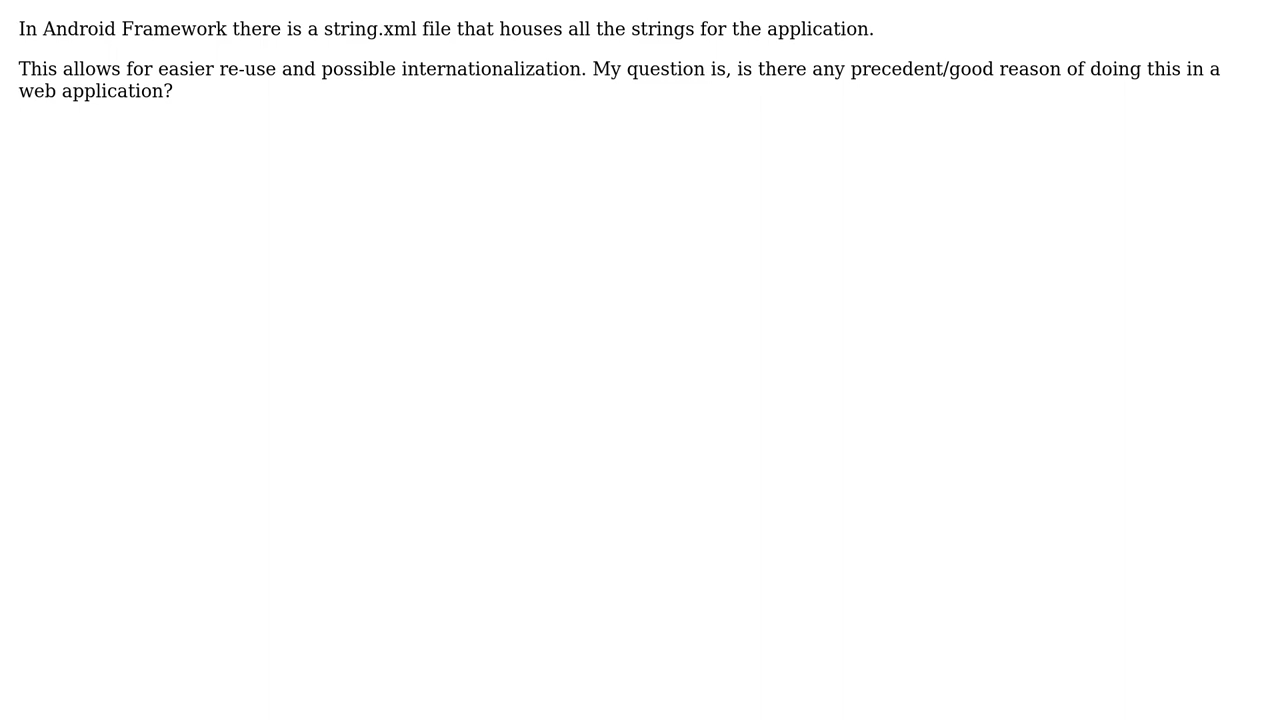 In Android Framework there is a string.xml file that houses all the strings for the application.
This allows for easier re-use and possible internationalization. My question is, is there any precedent/good reason of doing this in a
web application?